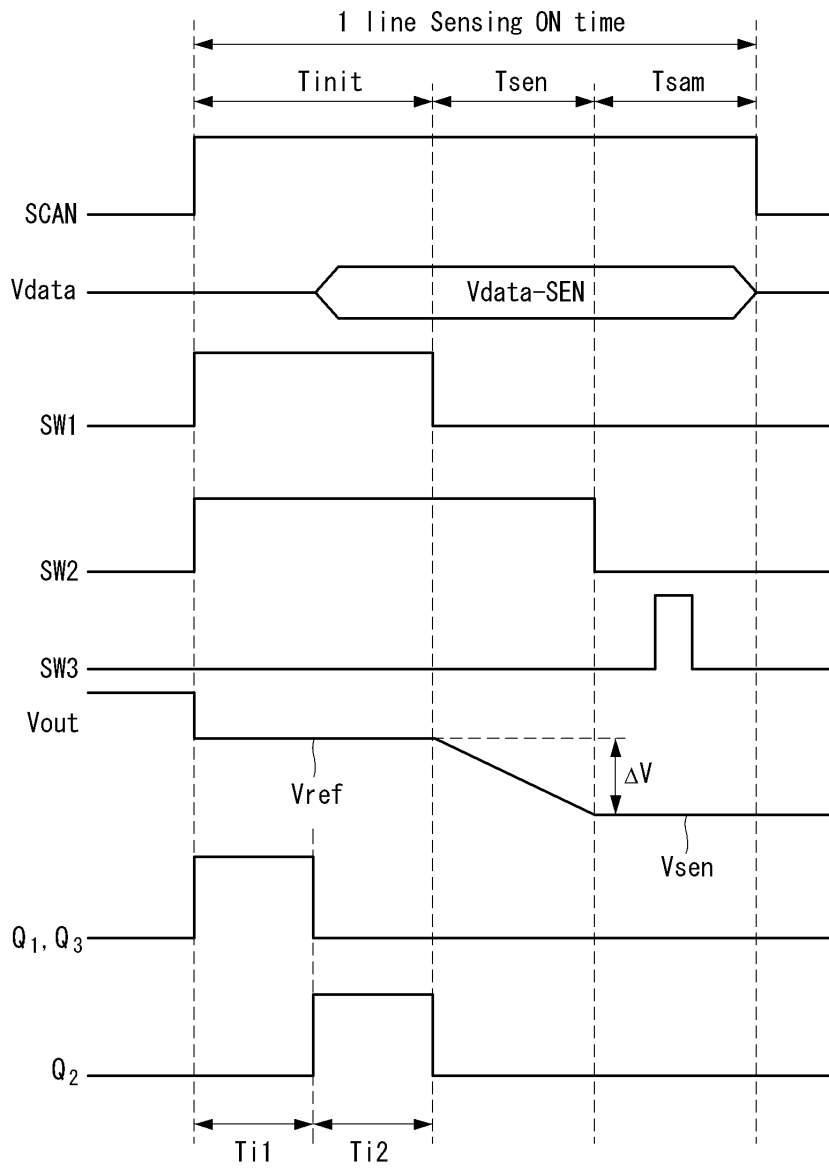 1 line Sensing ON time
Tinit Tsen Tsam
SCAN
Vdata Vdata-SEN
SW1
SW2
SW3
Vout
Vref ΔV
Vsen
Q₁, Q₃
Q₂
Ti1 Ti2